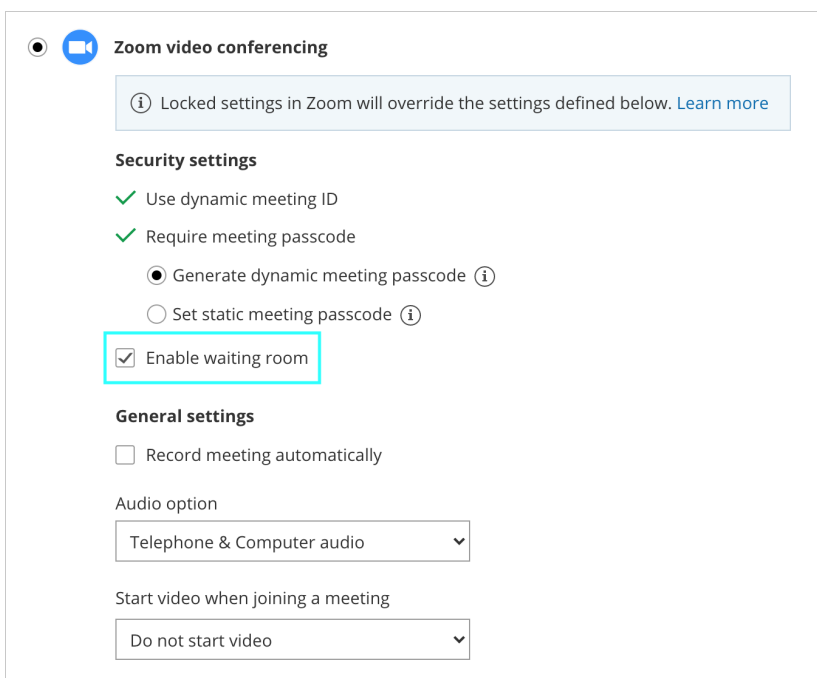 Zoom video conferencing
Locked settings in Zoom will override the settings defined below. Learn more
Security settings
Use dynamic meeting ID
Require meeting passcode
Generate dynamic meeting passcode
Set static meeting passcode
Enable waiting room
General settings
Record meeting automatically
Audio option
Telephone & Computer audio
Start video when joining a meeting
Do not start video